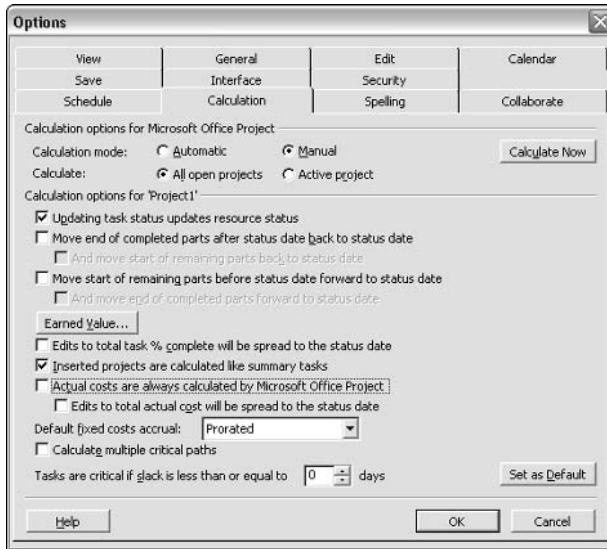 Options
View General Edit Calendar
Save Interface Security
Schedule Calculation Spelling Collaborate
Calculation options for Microsoft Office Project
Calculation mode: Automatic Manual Calculate Now
Calculate: All open projects Active project
Calculation options for 'Project1'
Updating task status updates resource status
Move end of completed parts after status date back to status date
And move start of remaining parts back to status date
Move start of remaining parts before status date forward to status date
And move end of completed parts forward to status date
Earned Value...
Edits to total task % complete will be spread to the status date
Inserted projects are calculated like summary tasks
Actual costs are always calculated by Microsoft Office Project
Edits to total actual cost will be spread to the status date
Default fixed costs accrual: Prorated
Calculate multiple critical paths
Tasks are critical if slack is less than or equal to 0 days Set as Default
Help OK Cancel